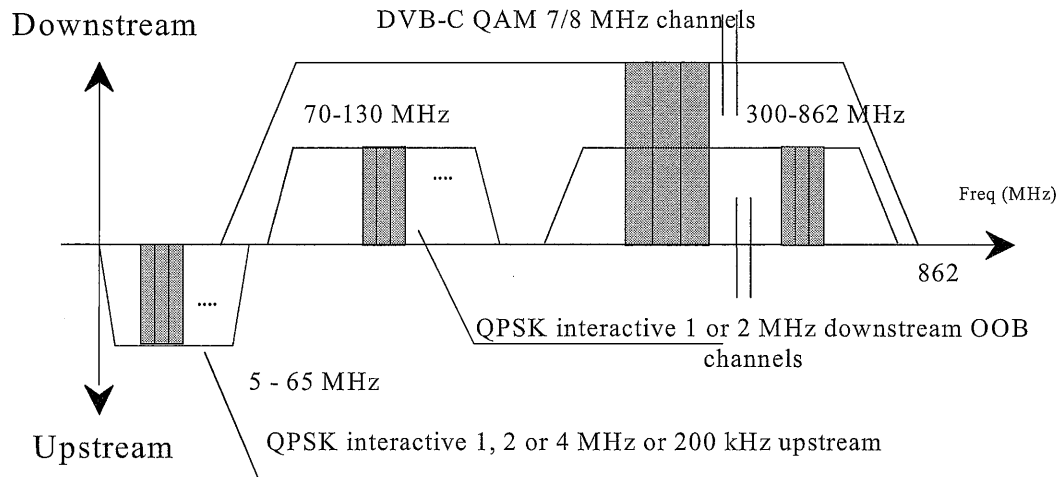 DVB-C QAM 7/8 MHz channels
Downstream
70-130 MHz
300-862 MHz
....
Freq (MHz)
862
....
QPSK interactive 1 or 2 MHz downstream OOB
channels
5 - 65 MHz
QPSK interactive 1, 2 or 4 MHz or 200 kHz upstream
Upstream